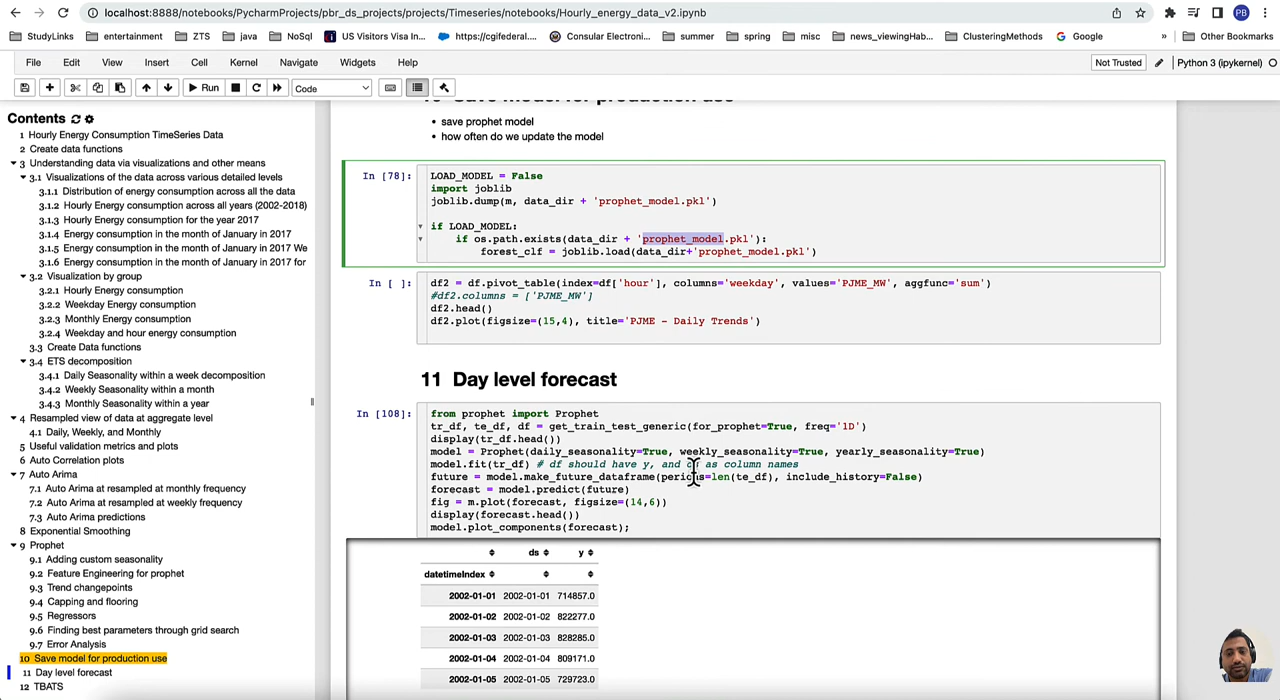 localhost:8888/notebooks/PycharmProjects/pbr_ds_projects/projects/Timeseries/notebooks/Hourly_energy_data_v2.ipynb
PB
StudyLinks entertainment ZTS java NoSql US Visitors Visa In... https://cgifederal.... Consular Electroni... summer spring misc news_viewingHab... ClusteringMethods Google » Other Bookmarks
File Edit View Insert Cell Kernel Navigate Widgets Help Not Trusted Python 3 (ipykernel)
Run Code
Contents
1 Hourly Energy Consumption TimeSeries Data
2 Create data functions
3 Understanding data via visualizations and other means
3.1 Visualizations of the data across various detailed levels
3.1.1 Distribution of energy consumption across all the data
3.1.2 Hourly Energy consumption across all years (2002-2018)
3.1.3 Hourly Energy consumption for the year 2017
3.1.4 Energy consumption in the month of January in 2017
3.1.5 Energy consumption in the month of January in 2017 We
3.1.6 Energy consumption in the month of January in 2017 for
3.2 Visualization by group
3.2.1 Hourly Energy consumption
3.2.2 Weekday Energy consumption
3.2.3 Monthly Energy consumption
3.2.4 Weekday and hour energy consumption
3.3 Create Data functions
3.4 ETS decomposition
3.4.1 Daily Seasonality within a week decomposition
3.4.2 Weekly Seasonality within a month
3.4.3 Monthly Seasonality within a year
4 Resampled view of data at aggregate level
4.1 Daily, Weekly, and Monthly
5 Useful validation metrics and plots
6 Auto Correlation plots
7 Auto Arima
7.1 Auto Arima at resampled at monthly frequency
7.2 Auto Arima at resampled at weekly frequency
7.3 Auto Arima predictions
8 Exponential Smoothing
9 Prophet
9.1 Adding custom seasonality
9.2 Feature Engineering for prophet
9.3 Trend changepoints
9.4 Capping and flooring
9.5 Regressors
9.6 Finding best parameters through grid search
9.7 Error Analysis
10 Save model for production use
11 Day level forecast
12 TBATS
10 Save model for production use
• save prophet model
• how often do we update the model
In [78]:
LOAD_MODEL = False
import joblib
joblib.dump(m, data_dir + 'prophet_model.pkl')
if LOAD_MODEL:
if os.path.exists(data_dir + 'prophet_model.pkl'):
forest_clf = joblib.load(data_dir+'prophet_model.pkl')
In [ ]:
df2 = df.pivot_table(index=df['hour'], columns='weekday', values='PJME_MW', aggfunc='sum')
#df2.columns = ['PJME_MW']
df2.head()
df2.plot(figsize=(15,4), title='PJME - Daily Trends')
11 Day level forecast
In [108]:
from prophet import Prophet
tr_df, te_df, df = get_train_test_generic(for_prophet=True, freq='1D')
display(tr_df.head())
model = Prophet(daily_seasonality=True, weekly_seasonality=True, yearly_seasonality=True)
model.fit(tr_df) # df should have y, and as column names
future = model.make_future_dataframe(periods=len(te_df), include_history=False)
forecast = model.predict(future)
fig = m.plot(forecast, figsize=(14,6))
display(forecast.head())
model.plot_components(forecast);
ds y
datetimeIndex
2002-01-01 2002-01-01 714857.0
2002-01-02 2002-01-02 822277.0
2002-01-03 2002-01-03 828285.0
2002-01-04 2002-01-04 809171.0
2002-01-05 2002-01-05 729723.0